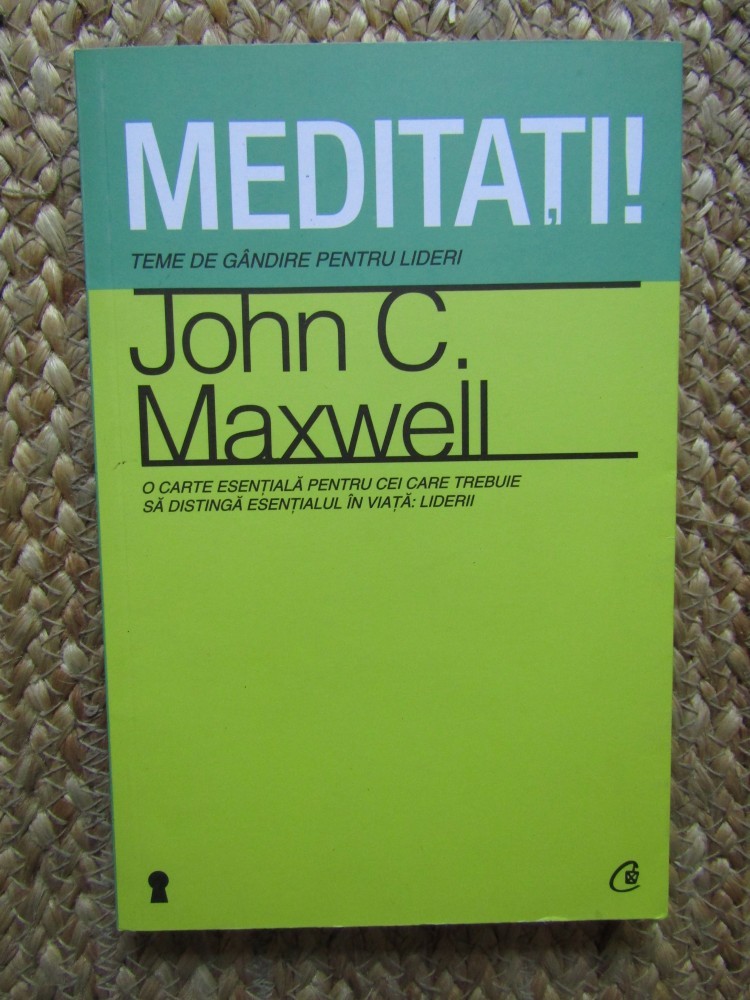 MEDITAȚI!
TEME DE GÂNDIRE PENTRU LIDERI
John C.
Maxwell
O CARTE ESENȚIALĂ PENTRU CEI CARE TREBUIE
SĂ DISTINGĂ ESENȚIALUL ÎN VIAȚĂ: LIDERII